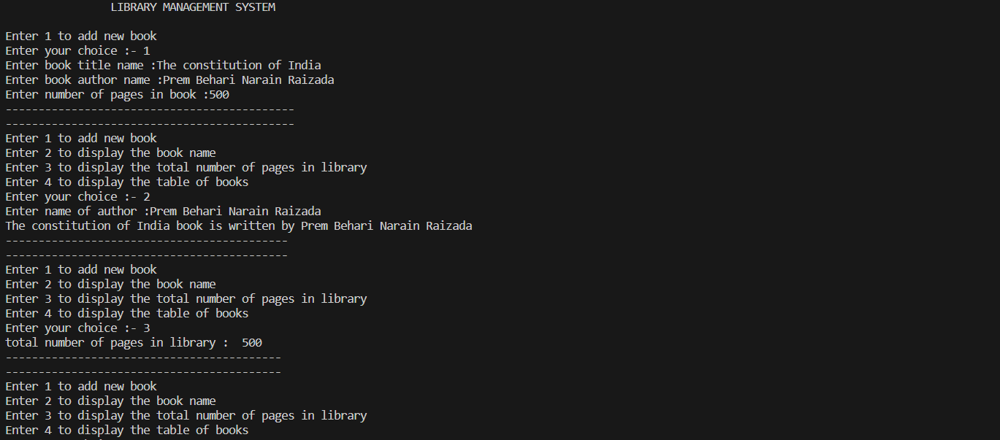 LIBRARY MANAGEMENT SYSTEM
Enter 1 to add new book
Enter your choice :- 1
Enter book title name :The constitution of India
Enter book author name :Prem Behari Narain Raizada
Enter number of pages in book :500
--------------------------------------------
--------------------------------------------
Enter 1 to add new book
Enter 2 to display the book name
Enter 3 to display the total number of pages in library
Enter 4 to display the table of books
Enter your choice :- 2
Enter name of author :Prem Behari Narain Raizada
The constitution of India book is written by Prem Behari Narain Raizada
-------------------------------------------
-------------------------------------------
Enter 1 to add new book
Enter 2 to display the book name
Enter 3 to display the total number of pages in library
Enter 4 to display the table of books
Enter your choice :- 3
total number of pages in library :  500
------------------------------------------
------------------------------------------
Enter 1 to add new book
Enter 2 to display the book name
Enter 3 to display the total number of pages in library
Enter 4 to display the table of books